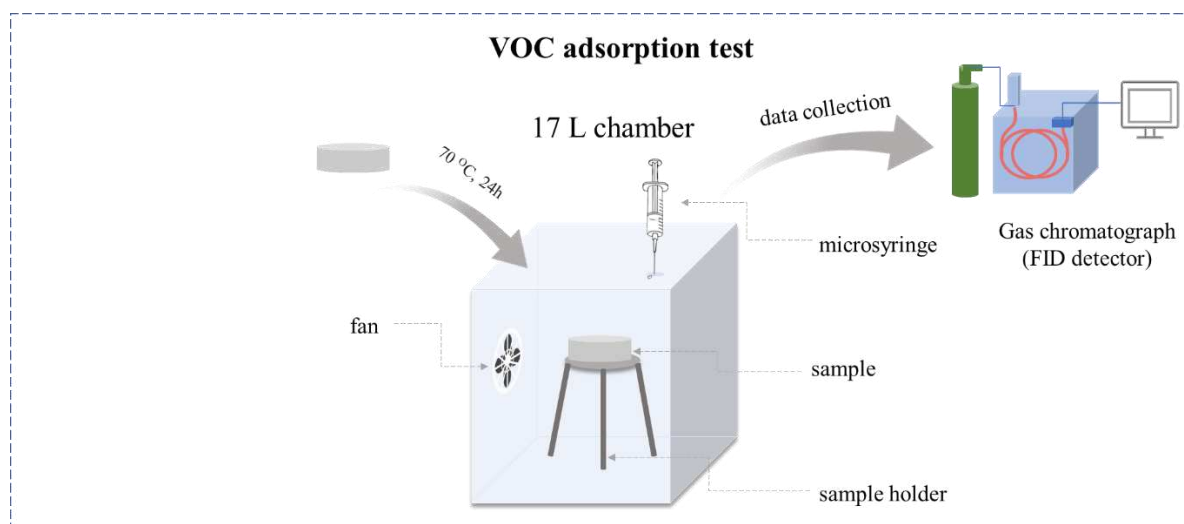 VOC adsorption test
17 L chamber
data collection
70 °C, 24h
microsyringe
Gas chromatograph
(FID detector)
fan
sample
sample holder